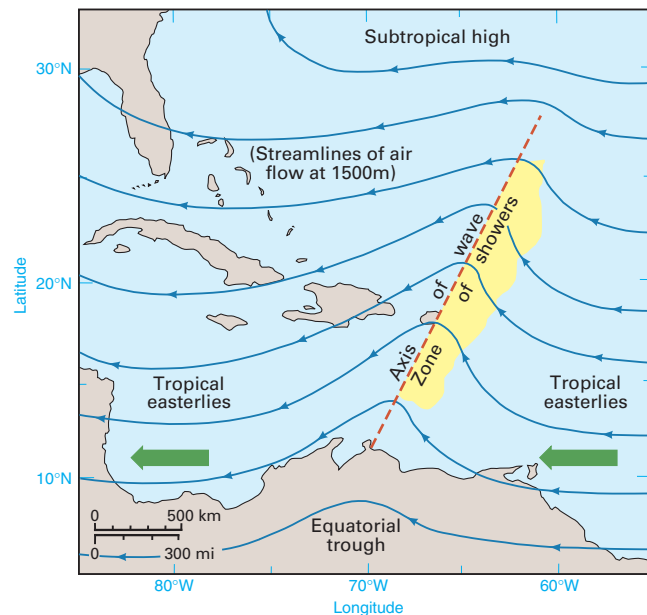 Subtropical high
30°N
(Streamlines of air
flow at 1500m)
Axis of wave
Zone of showers
Latitude
20°N
Tropical
easterlies
Tropical
easterlies
10°N
0 500 km
0 300 mi
Equatorial
trough
80°W
70°W
60°W
Longitude